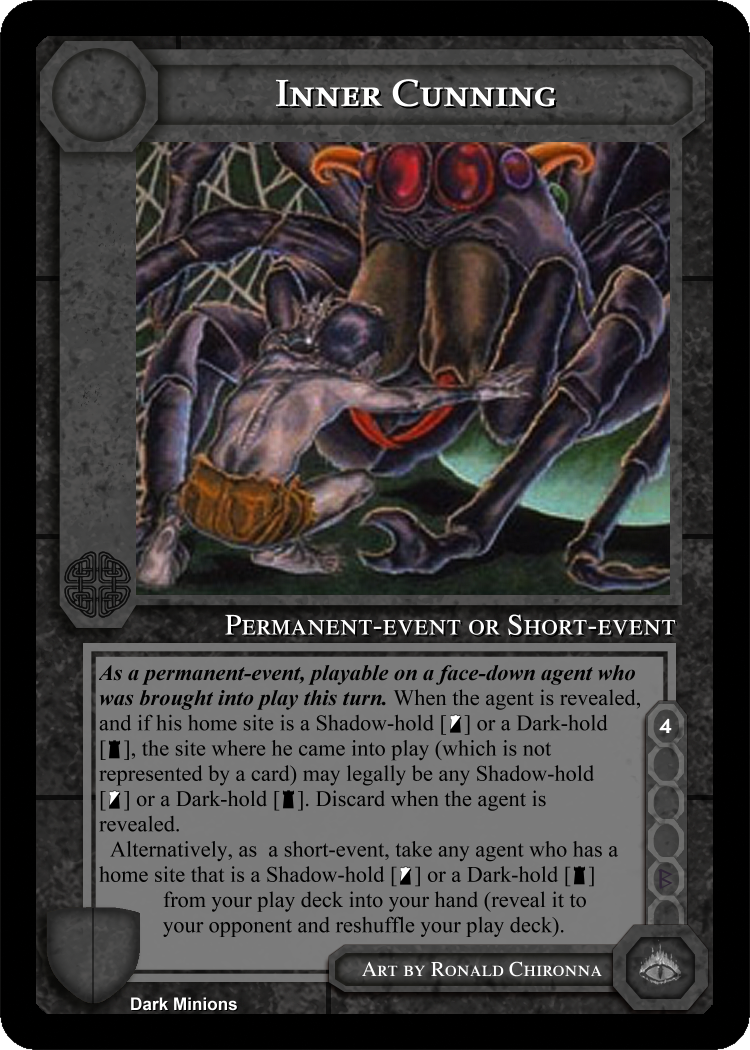 Inner Cunning
Permanent-event or Short-event
As a permanent-event, playable on a face-down agent who
was brought into play this turn. When the agent is revealed,
and if his home site is a Shadow-hold [] or a Dark-hold
[], the site where he came into play (which is not
represented by a card) may legally be any Shadow-hold
[] or a Dark-hold []. Discard when the agent is
revealed.
4
Alternatively, as a short-event, take any agent who has a
home site that is a Shadow-hold [] or a Dark-hold []
from your play deck into your hand (reveal it to
your opponent and reshuffle your play deck).
B
Art by Ronald Chironna
Dark Minions